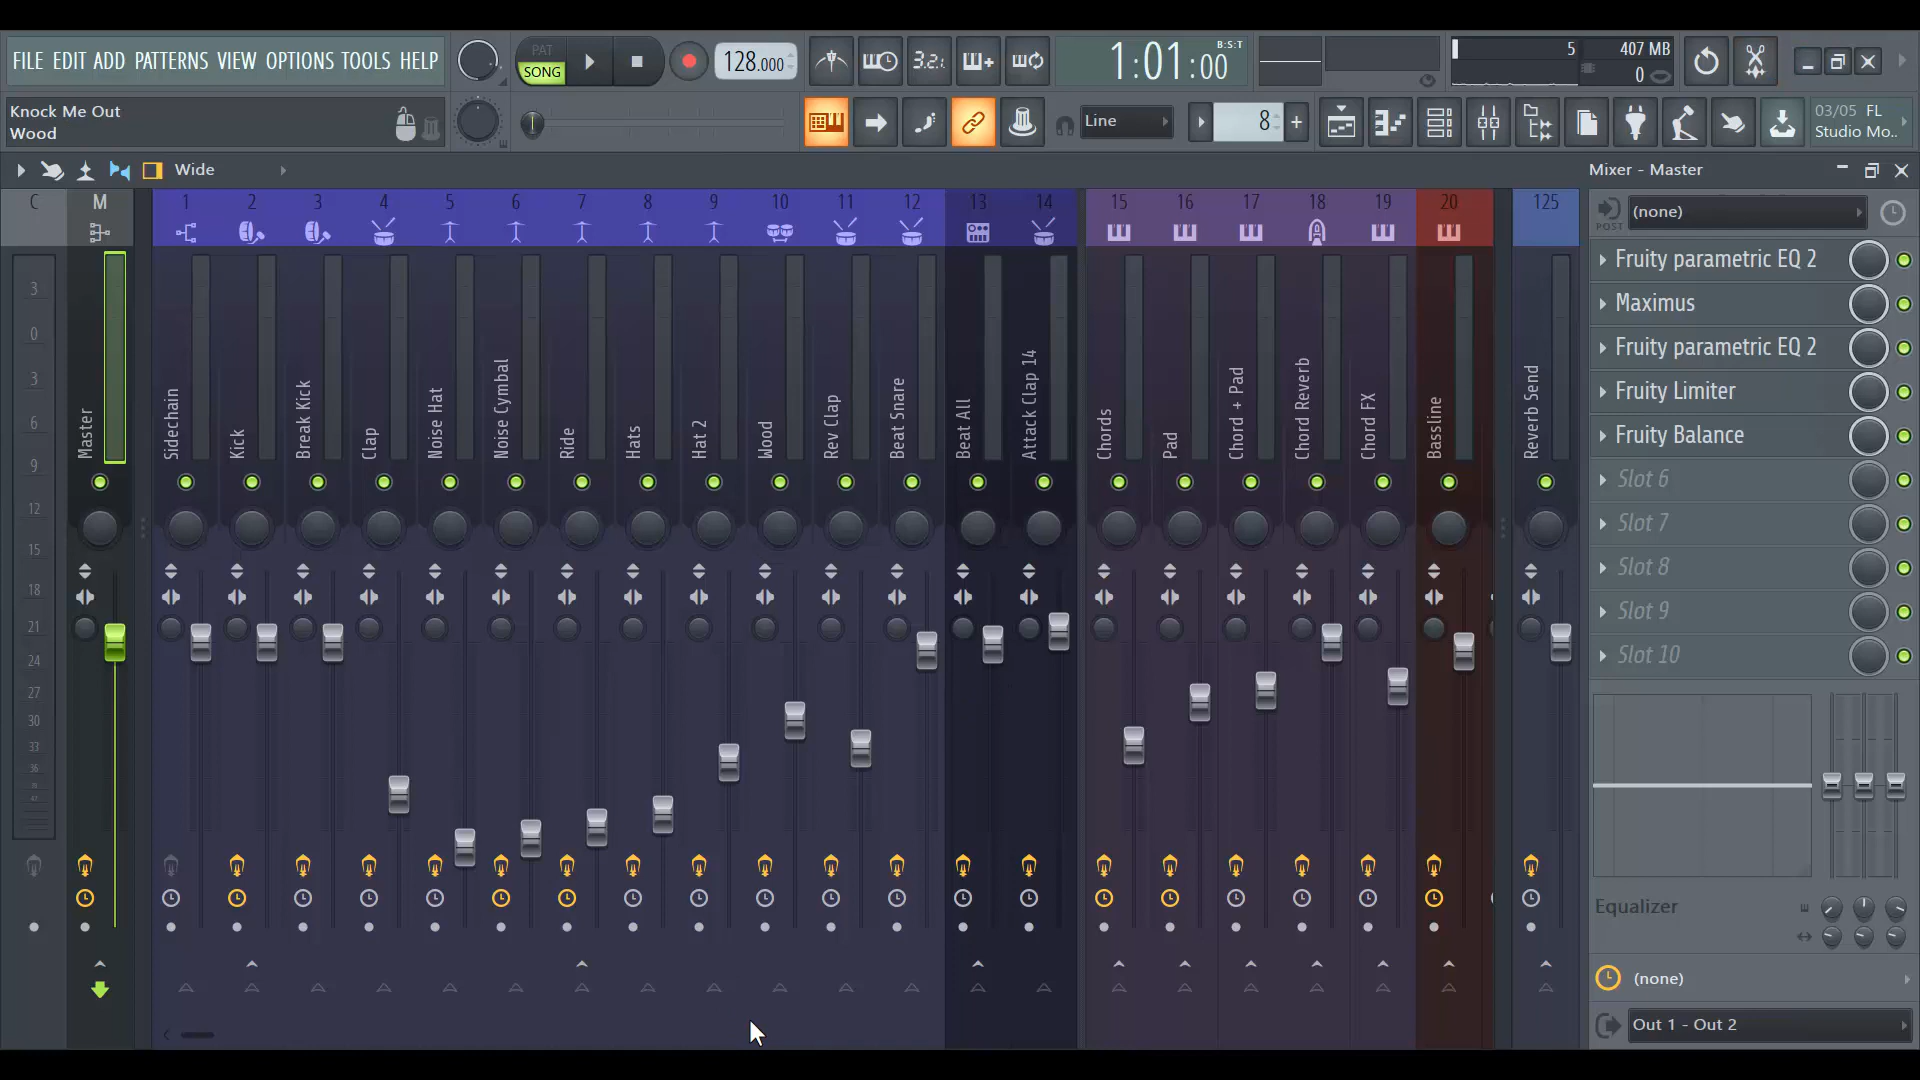 FILE EDIT ADD PATTERNS VIEW OPTIONS TOOLS HELP
PAT
SONG
128.000
3.2.1
1:01:00
B:S:T
5
407 MB
0
Knock Me Out
Wood
Line
8
03/05 FL
Studio Mo..
Wide
Mixer - Master
C M 1 2 3 4 5 6 7 8 9 10 11 12 13 14 15 16 17 18 19 20 125
POST
(none)
3
0
3
6
9
12
15
18
21
24
27
30
33
36
Master
Sidechain
Kick
Break Kick
Clap
Noise Hat
Noise Cymbal
Ride
Hats
Hat 2
Wood
Rev Clap
Beat Snare
Beat All
Attack Clap 14
Chords
Pad
Chord + Pad
Chord Reverb
Chord FX
Bassline
Reverb Send
Fruity parametric EQ 2
Maximus
Fruity parametric EQ 2
Fruity Limiter
Fruity Balance
Slot 6
Slot 7
Slot 8
Slot 9
Slot 10
Equalizer
(none)
Out 1 - Out 2